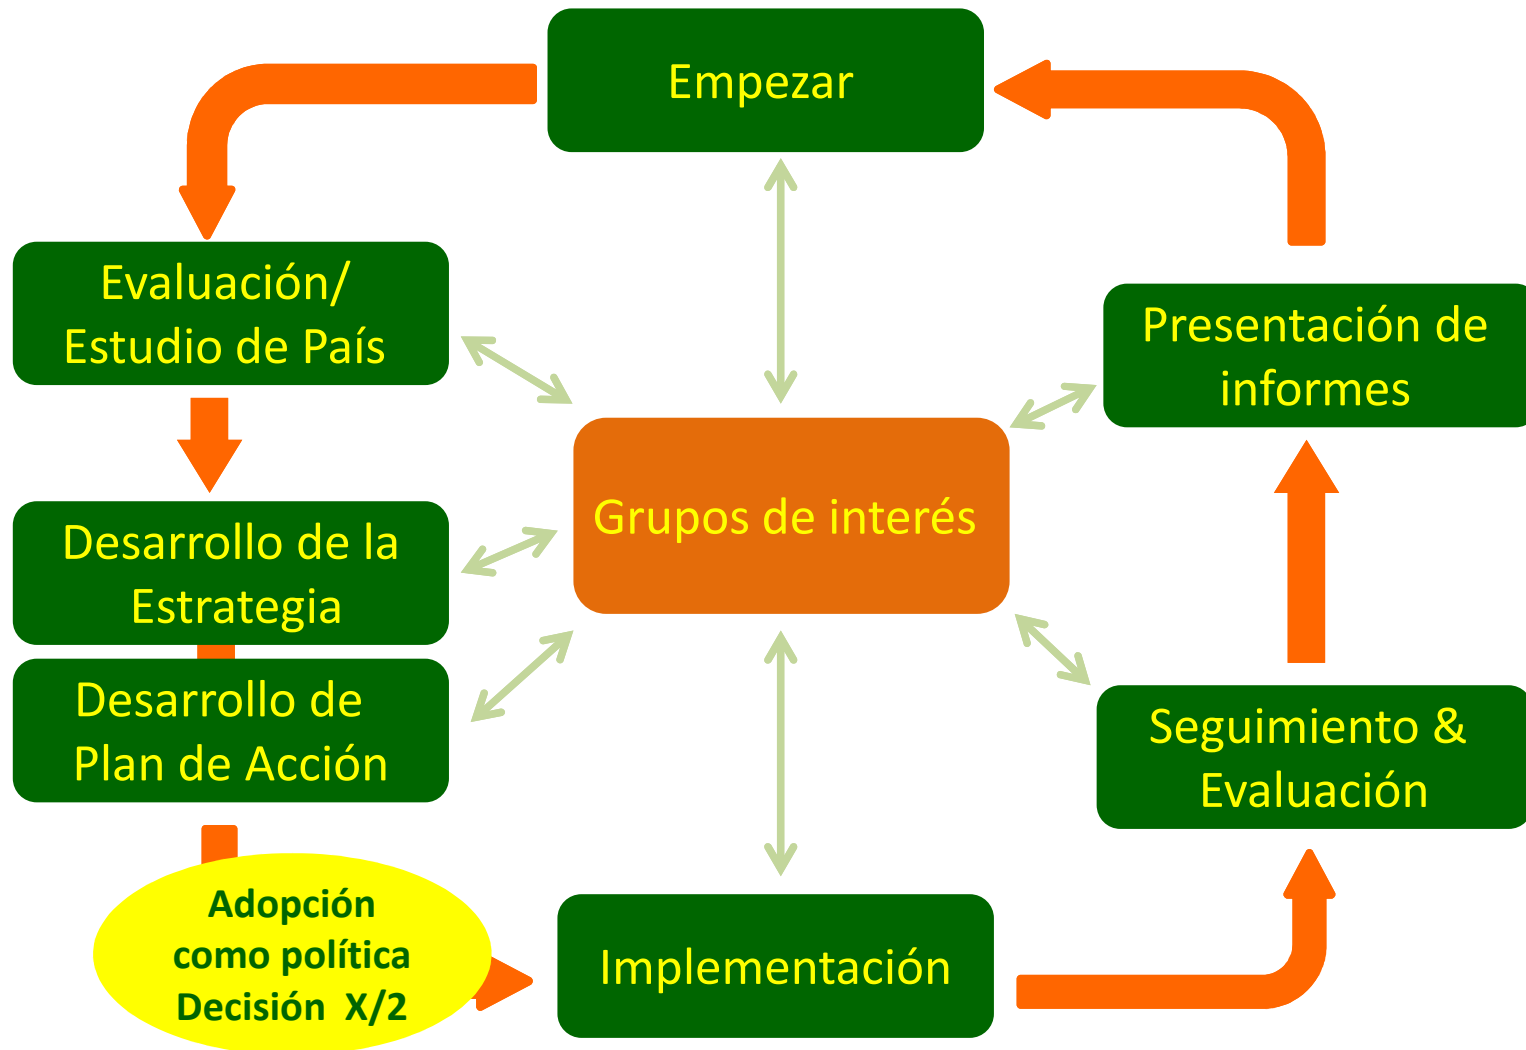 Empezar
Evaluación/
Estudio de País
Presentación de
informes
Grupos de interés
Desarrollo de la
Estrategia
Desarrollo de
Plan de Acción
Seguimiento &
Evaluación
Adopción
como política
Decisión X/2
Implementación